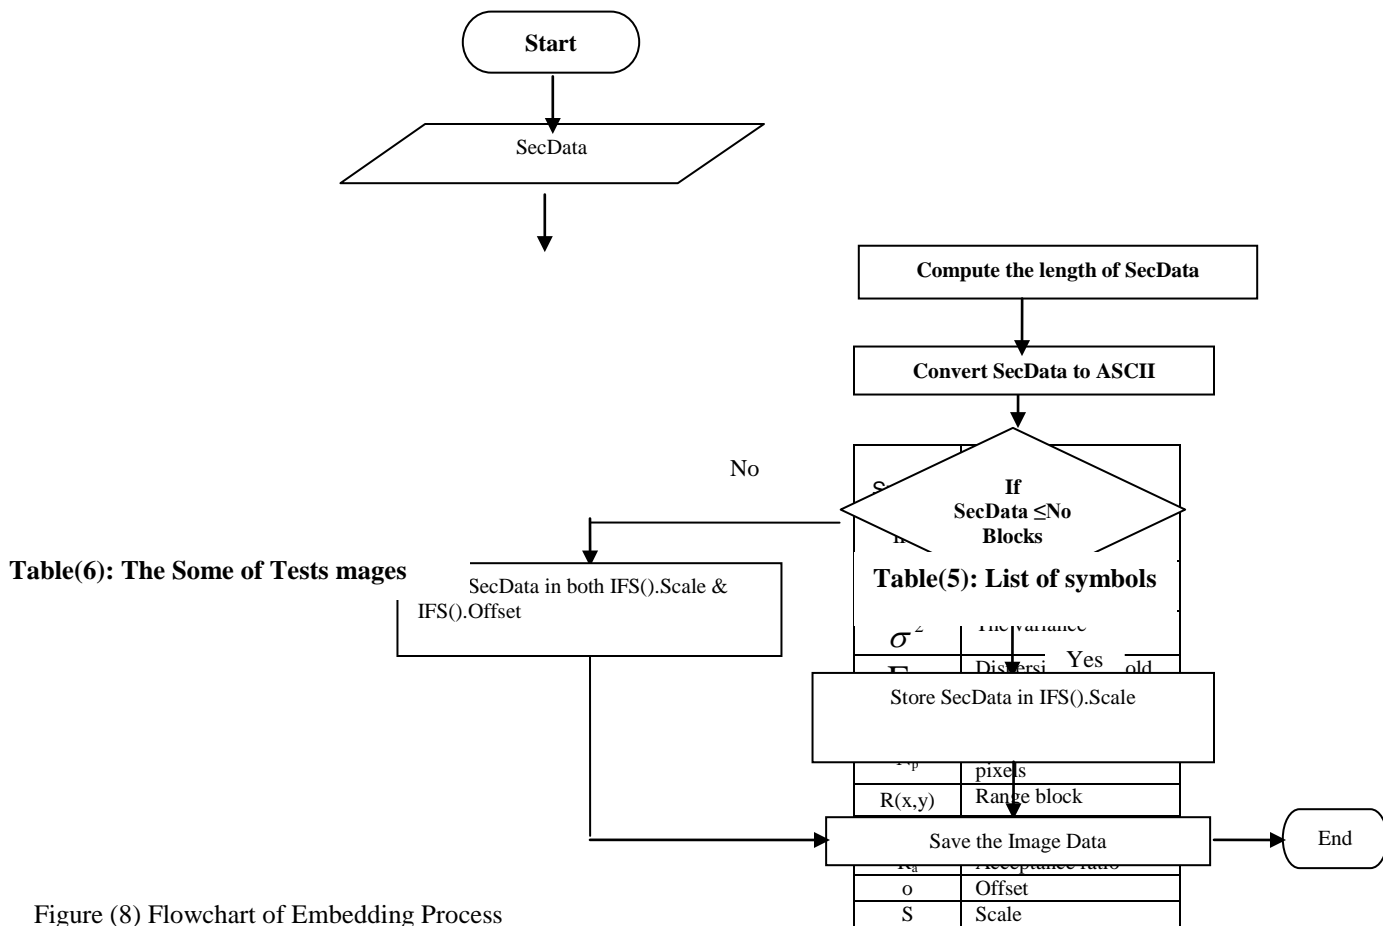 Start
SecData
Compute the length of SecData
Convert SecData to ASCII
No
If
SecData ≤No
Blocks
Table(6): The Some of Tests mages
SecData in both IFS().Scale &
IFS().Offset
Table(5): List of symbols
σ²
The variance
Yes
Store SecData in IFS().Scale
pixels
R(x,y) Range block
Save the Image Data
End
Acceptance ratio
o Offset
S Scale
Figure (8) Flowchart of Embedding Process